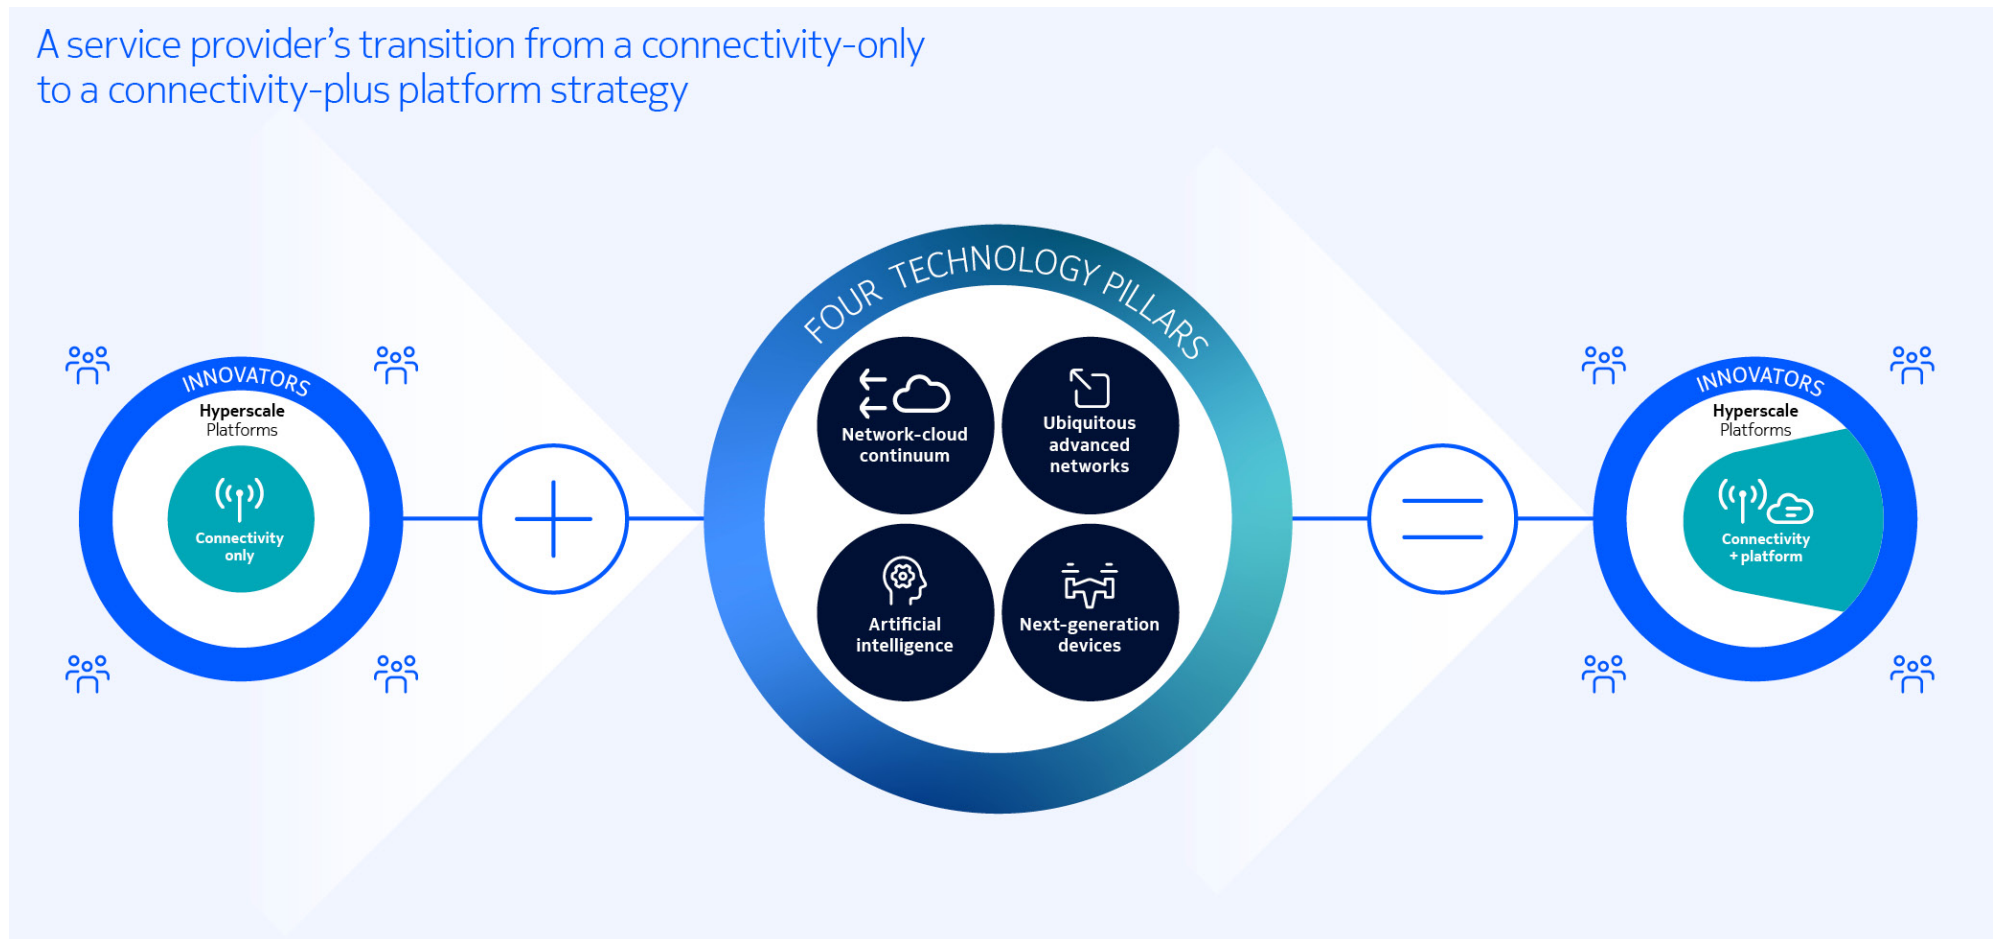 A service provider’s transition from a connectivity-only
to a connectivity-plus platform strategy
INNOVATORS
Hyperscale
Platforms
Connectivity
only
FOUR TECHNOLOGY PILLARS
Network-cloud
continuum
Ubiquitous
advanced
networks
Artificial
intelligence
Next-generation
devices
INNOVATORS
Hyperscale
Platforms
Connectivity
+ platform